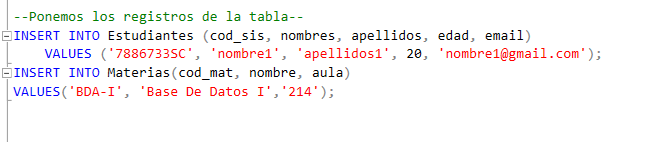 --Ponemos los registros de la tabla--
INSERT INTO Estudiantes (cod_sis, nombres, apellidos, edad, email)
VALUES ('7886733SC', 'nombre1', 'apellidos1', 20, 'nombre1@gmail.com');
INSERT INTO Materias(cod_mat, nombre, aula)
VALUES('BDA-I', 'Base De Datos I','214');